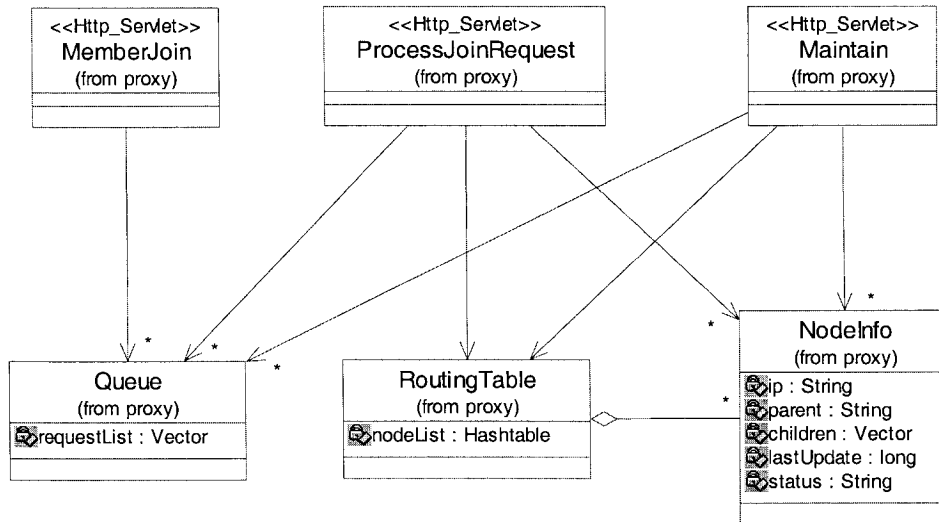 <<Http_Servlet>>
MemberJoin
(from proxy)
<<Http_Servlet>>
ProcessJoinRequest
(from proxy)
<<Http_Servlet>>
Maintain
(from proxy)
*
*
*
*
*
*
Queue
(from proxy)
requestList : Vector
RoutingTable
(from proxy)
nodeList : Hashtable
NodeInfo
(from proxy)
ip : String
parent : String
children : Vector
lastUpdate : long
status : String